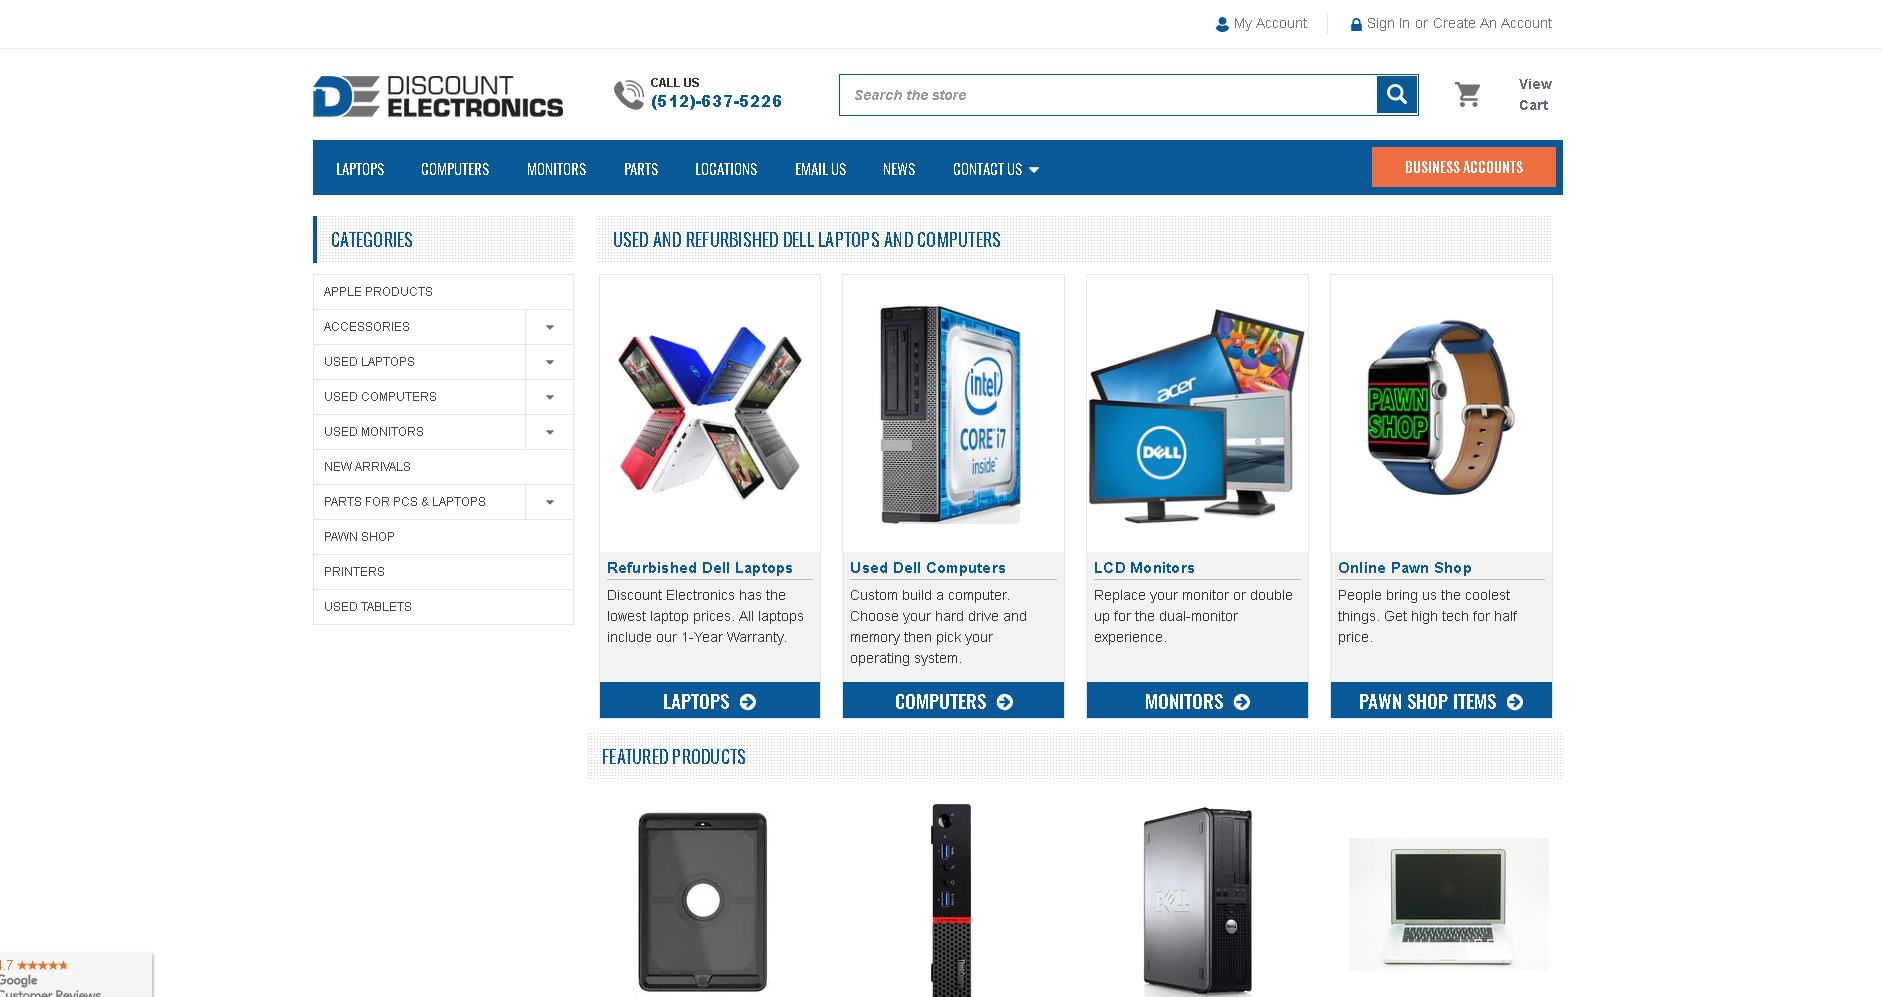 My Account
Sign In or Create An Account
DISCOUNT
ELECTRONICS
CALL US
(512)-637-5226
Search the store
View
Cart
LAPTOPS COMPUTERS MONITORS PARTS LOCATIONS EMAIL US NEWS CONTACT US
BUSINESS ACCOUNTS
CATEGORIES
APPLE PRODUCTS
ACCESSORIES
USED LAPTOPS
USED COMPUTERS
USED MONITORS
NEW ARRIVALS
PARTS FOR PCS & LAPTOPS
PAWN SHOP
PRINTERS
USED TABLETS
USED AND REFURBISHED DELL LAPTOPS AND COMPUTERS
intel
CORE i7
inside
acer
DELL
PAWN
SHOP
Refurbished Dell Laptops
Discount Electronics has the
lowest laptop prices. All laptops
include our 1-Year Warranty.
LAPTOPS
Used Dell Computers
Custom build a computer.
Choose your hard drive and
memory then pick your
operating system.
COMPUTERS
LCD Monitors
Replace your monitor or double
up for the dual-monitor
experience.
MONITORS
Online Pawn Shop
People bring us the coolest
things. Get high tech for half
price.
PAWN SHOP ITEMS
FEATURED PRODUCTS
DELL
4.7
Google
Customer Reviews